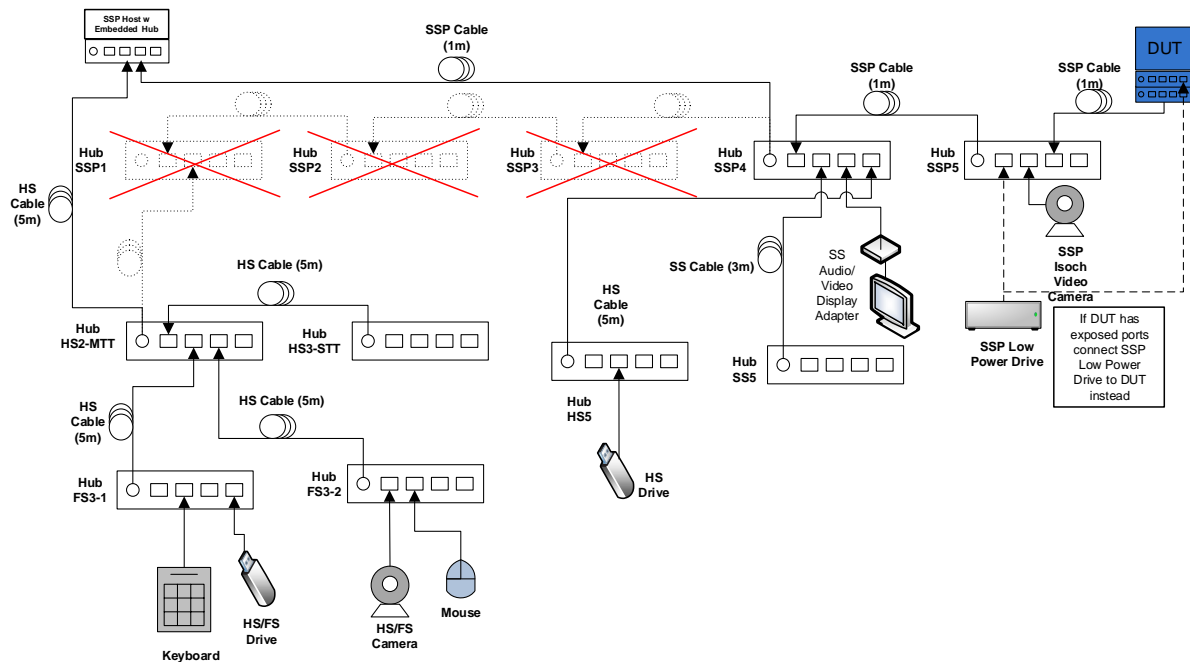 SSP Host w
Embedded Hub
SSP Cable
(1m)
SSP Cable
(1m)
SSP Cable
(1m)
DUT
Hub
SSP1
Hub
SSP2
Hub
SSP3
Hub
SSP4
Hub
SSP5
HS
Cable
(5m)
HS Cable (5m)
SS Cable (3m)
HS
Cable
(5m)
SS
Audio/
Video
Display
Adapter
SSP
Isoch
Video
Camera
SSP Low
Power Drive
If DUT has
exposed ports
connect SSP
Low Power
Drive to DUT
instead
Hub
HS2-MTT
Hub
HS3-STT
Hub
HS5
Hub
SS5
HS
Cable
(5m)
HS Cable (5m)
Hub
FS3-1
Hub
FS3-2
HS
Drive
Keyboard
HS/FS
Drive
HS/FS
Camera
Mouse